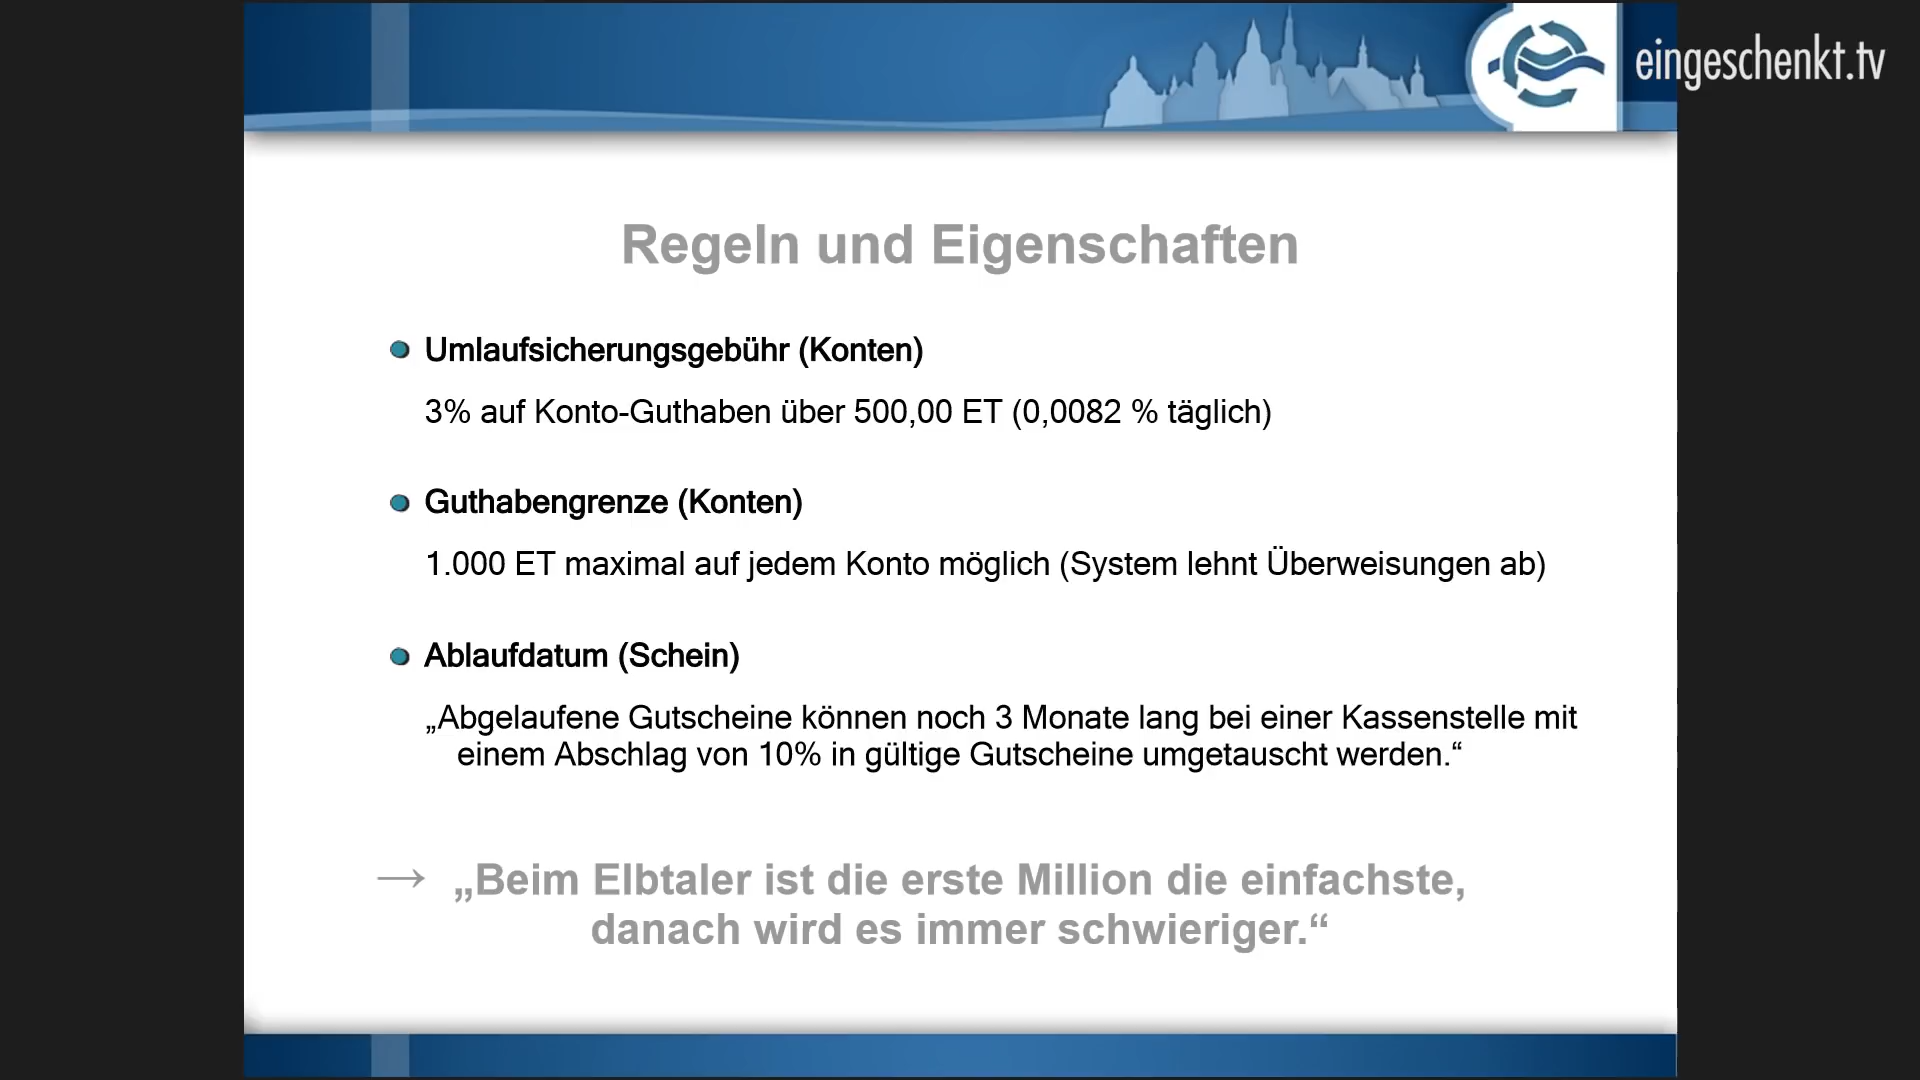 eingeschenkt.tv
Regeln und Eigenschaften
Umlaufsicherungsgebühr (Konten)
3% auf Konto-Guthaben über 500,00 ET (0,0082 % täglich)
Guthabengrenze (Konten)
1.000 ET maximal auf jedem Konto möglich (System lehnt Überweisungen ab)
Ablaufdatum (Schein)
„Abgelaufene Gutscheine können noch 3 Monate lang bei einer Kassenstelle mit
einem Abschlag von 10% in gültige Gutscheine umgetauscht werden.“
→ „Beim Elbtaler ist die erste Million die einfachste,
danach wird es immer schwieriger.“